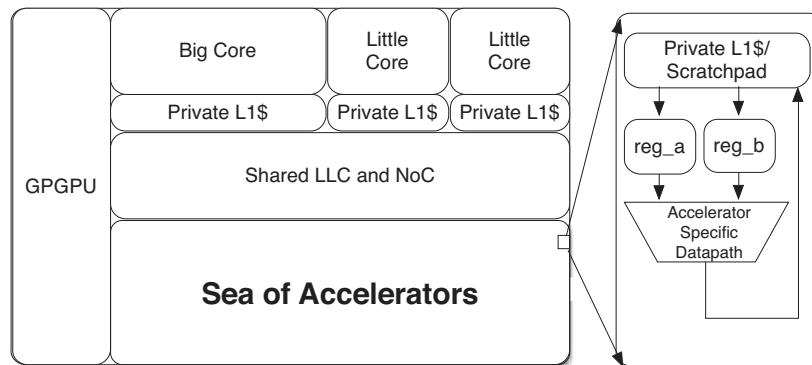 GPGPU
Big Core
Little
Core
Little
Core
Private L1$
Private L1$
Private L1$
Shared LLC and NoC
Sea of Accelerators
Private L1$/
Scratchpad
reg_a
reg_b
Accelerator
Specific
Datapath